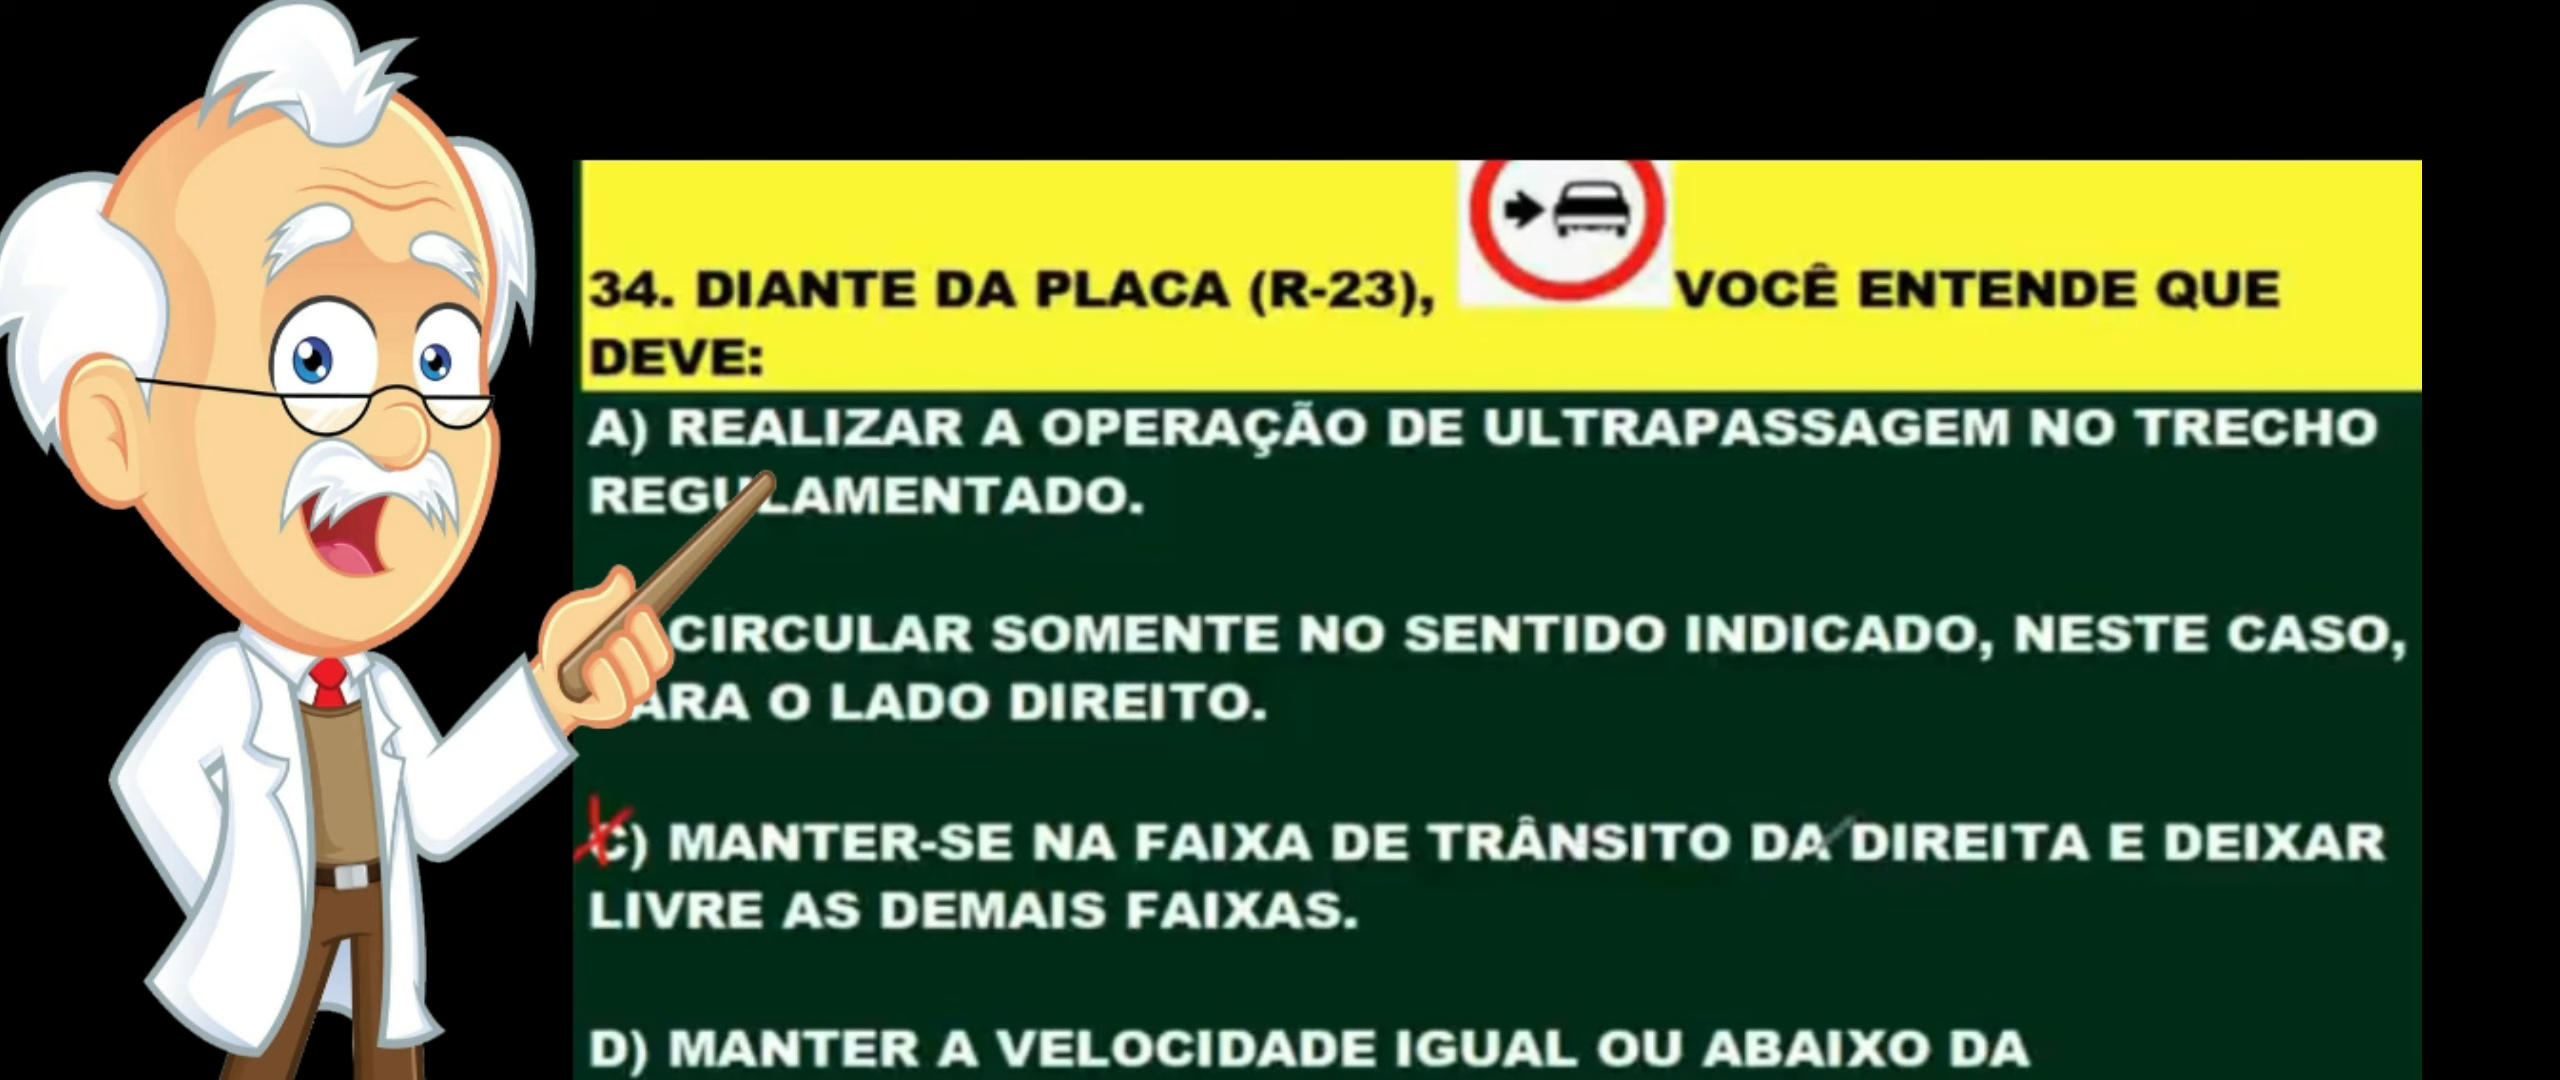 34. DIANTE DA PLACA (R-23), VOCÊ ENTENDE QUE
DEVE:
A) REALIZAR A OPERAÇÃO DE ULTRAPASSAGEM NO TRECHO
REGULAMENTADO.
CIRCULAR SOMENTE NO SENTIDO INDICADO, NESTE CASO,
ARA O LADO DIREITO.
C) MANTER-SE NA FAIXA DE TRÂNSITO DA DIREITA E DEIXAR
LIVRE AS DEMAIS FAIXAS.
D) MANTER A VELOCIDADE IGUAL OU ABAIXO DA